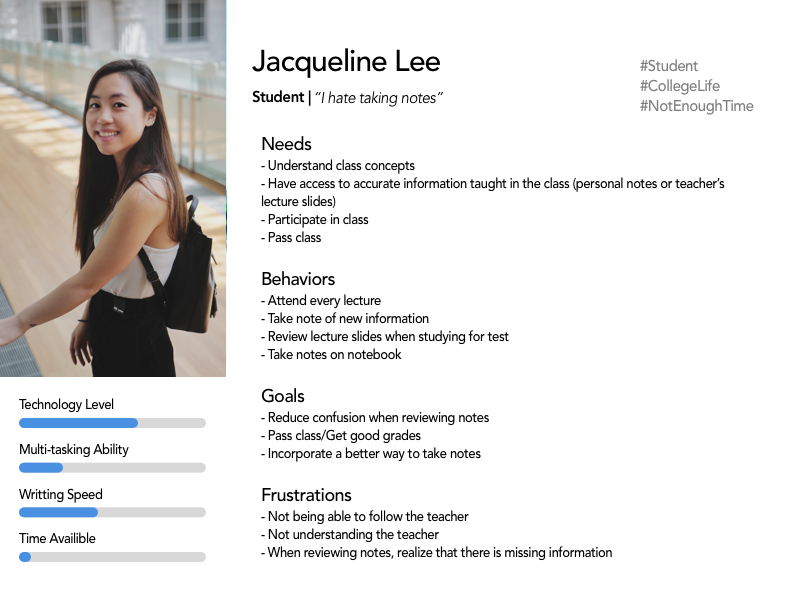 Jacqueline Lee
Student | “I hate taking notes”
#Student
#CollegeLife
#NotEnoughTime
Needs
- Understand class concepts
- Have access to accurate information taught in the class (personal notes or teacher’s
lecture slides)
- Participate in class
- Pass class
Behaviors
- Attend every lecture
- Take note of new information
- Review lecture slides when studying for test
- Take notes on notebook
Goals
- Reduce confusion when reviewing notes
- Pass class/Get good grades
- Incorporate a better way to take notes
Frustrations
- Not being able to follow the teacher
- Not understanding the teacher
- When reviewing notes, realize that there is missing information
Technology Level
Multi-tasking Ability
Writting Speed
Time Availible